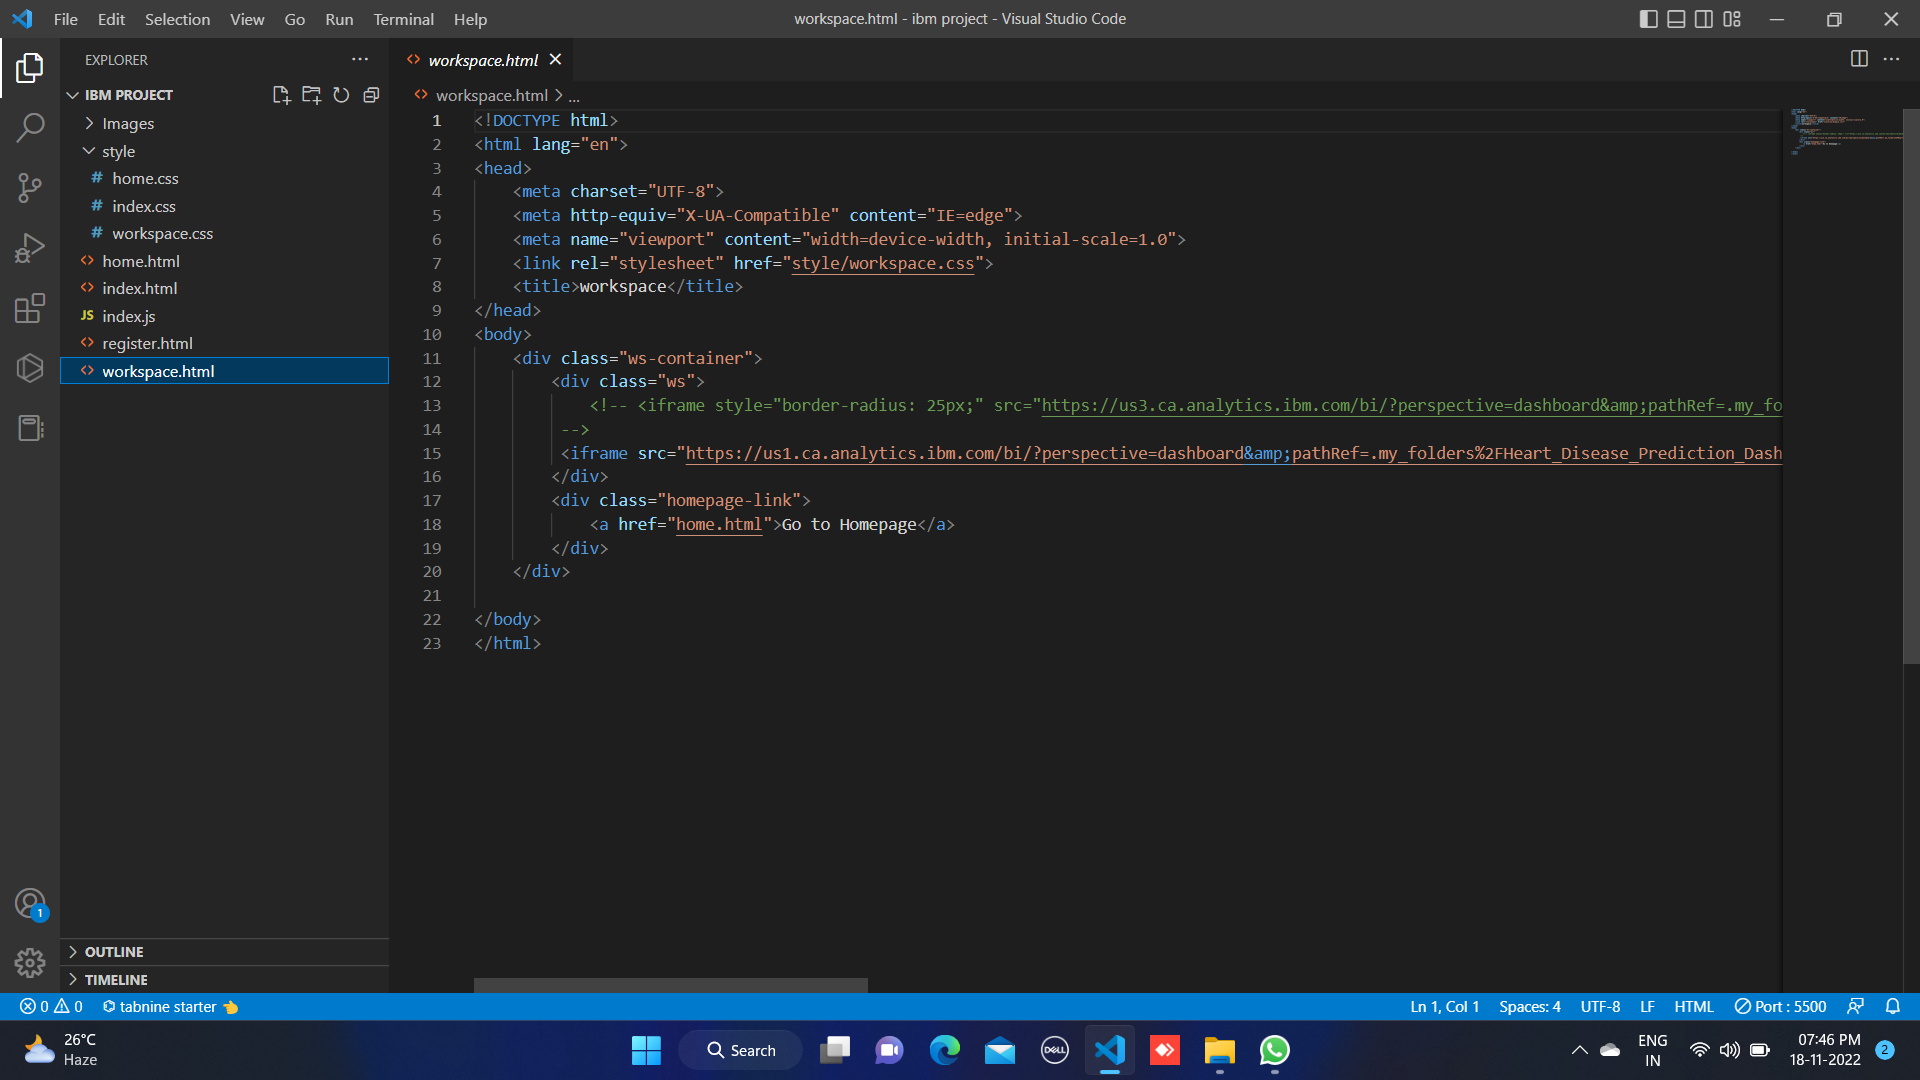 File Edit Selection View Go Run Terminal Help
workspace.html - ibm project - Visual Studio Code
EXPLORER
IBM PROJECT
Images
style
# home.css
# index.css
# workspace.css
<> home.html
<> index.html
JS index.js
<> register.html
<> workspace.html
OUTLINE
TIMELINE
<> workspace.html
<> workspace.html > ...
1 <!DOCTYPE html>
2 <html lang="en">
3 <head>
4 <meta charset="UTF-8">
5 <meta http-equiv="X-UA-Compatible" content="IE=edge">
6 <meta name="viewport" content="width=device-width, initial-scale=1.0">
7 <link rel="stylesheet" href="style/workspace.css">
8 <title>workspace</title>
9 </head>
10 <body>
11 <div class="ws-container">
12 <div class="ws">
13 <!-- <iframe style="border-radius: 25px;" src="https://us3.ca.analytics.ibm.com/bi/?perspective=dashboard&amp;pathRef=.my_fo
14 -->
15 <iframe src="https://us1.ca.analytics.ibm.com/bi/?perspective=dashboard&amp;pathRef=.my_folders%2FHeart_Disease_Prediction_Dash
16 </div>
17 <div class="homepage-link">
18 <a href="home.html">Go to Homepage</a>
19 </div>
20 </div>
21
22 </body>
23 </html>
1
0 0 tabnine starter
Ln 1, Col 1 Spaces: 4 UTF-8 LF HTML Port : 5500
26°C
Haze
Search
DELL
ENG
IN
07:46 PM
18-11-2022
2